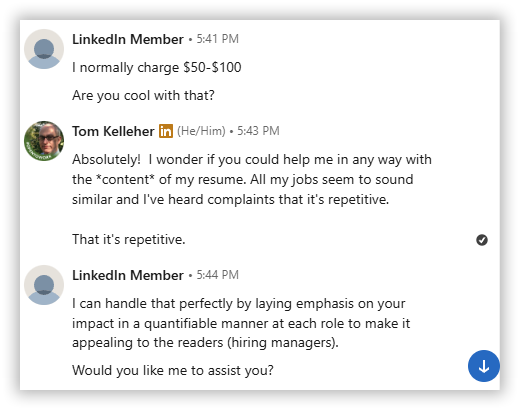 LinkedIn Member • 5:41 PM
I normally charge $50-$100
Are you cool with that?
Tom Kelleher in (He/Him) • 5:43 PM
Absolutely!  I wonder if you could help me in any way with
the *content* of my resume. All my jobs seem to sound
similar and I've heard complaints that it's repetitive.
That it's repetitive.
LinkedIn Member • 5:44 PM
I can handle that perfectly by laying emphasis on your
impact in a quantifiable manner at each role to make it
appealing to the readers (hiring managers).
Would you like me to assist you?